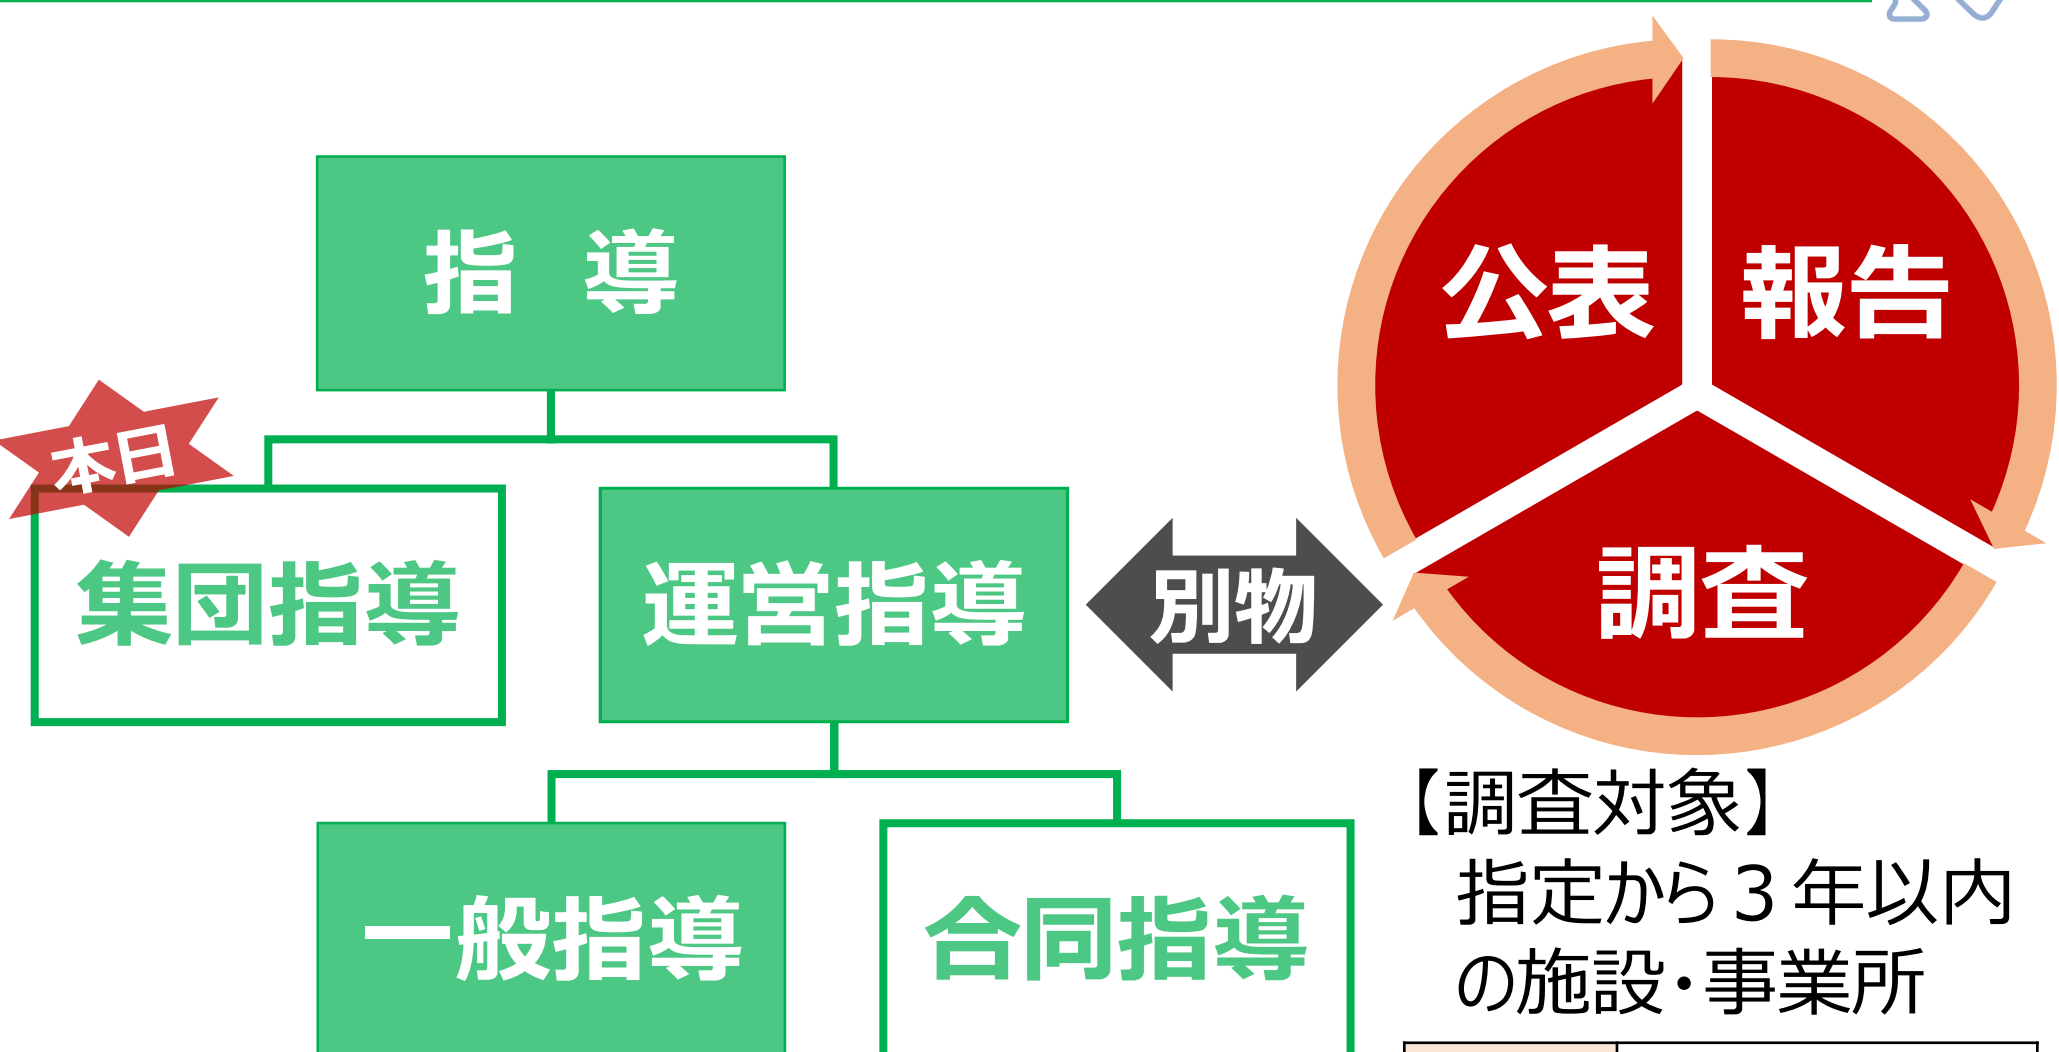 指 導
本日
集団指導
運営指導
別物
一般指導
合同指導
公表
報告
調査
【調査対象】
指定から３年以内
の施設・事業所